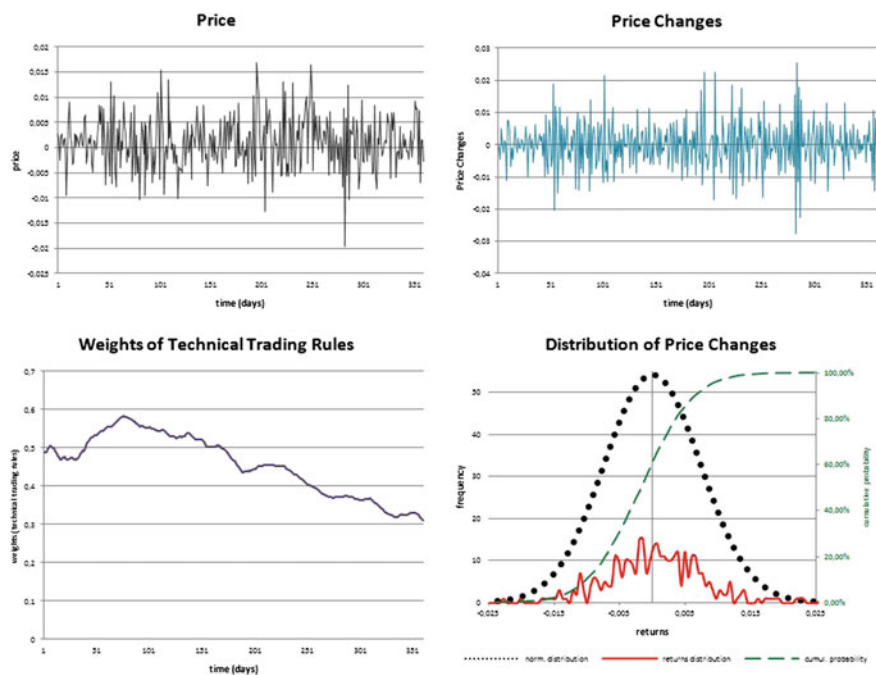 Price
0,02
0,015
0,01
0,005
0
-0,005
-0,01
-0,015
-0,02
-0,025
price
1 51 101 151 201 251 301 351
time (days)
Price Changes
0,03
0,02
0,01
0
-0,01
-0,02
-0,03
-0,04
Price Changes
1 51 101 151 201 251 301 351
time (days)
Weights of Technical Trading Rules
0,7
0,6
0,5
0,4
0,3
0,2
0,1
0
weights (technical trading rules)
1 51 101 151 201 251 301 351
time (days)
Distribution of Price Changes
50
40
30
20
10
0
frequency
100,00%
80,00%
60,00%
40,00%
20,00%
0,00%
cumulative probability
-0,025 -0,015 -0,005 0,005 0,015 0,025
returns
norm. distribution returns distribution cumul. probability